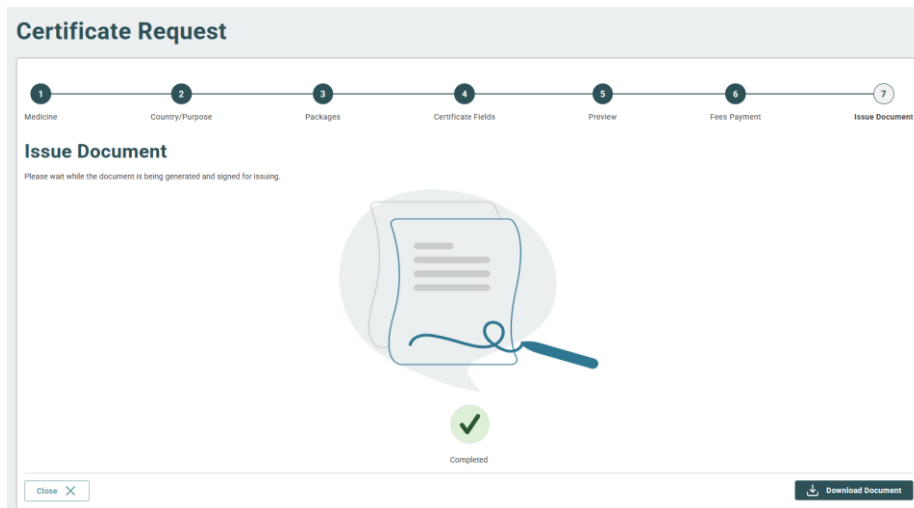 Certificate Request
1 2 3 4 5 6 7
Medicine Country/Purpose Packages Certificate Fields Preview Fees Payment Issue Document
Issue Document
Please wait while the document is being generated and signed for issuing.
Completed
Close Download Document